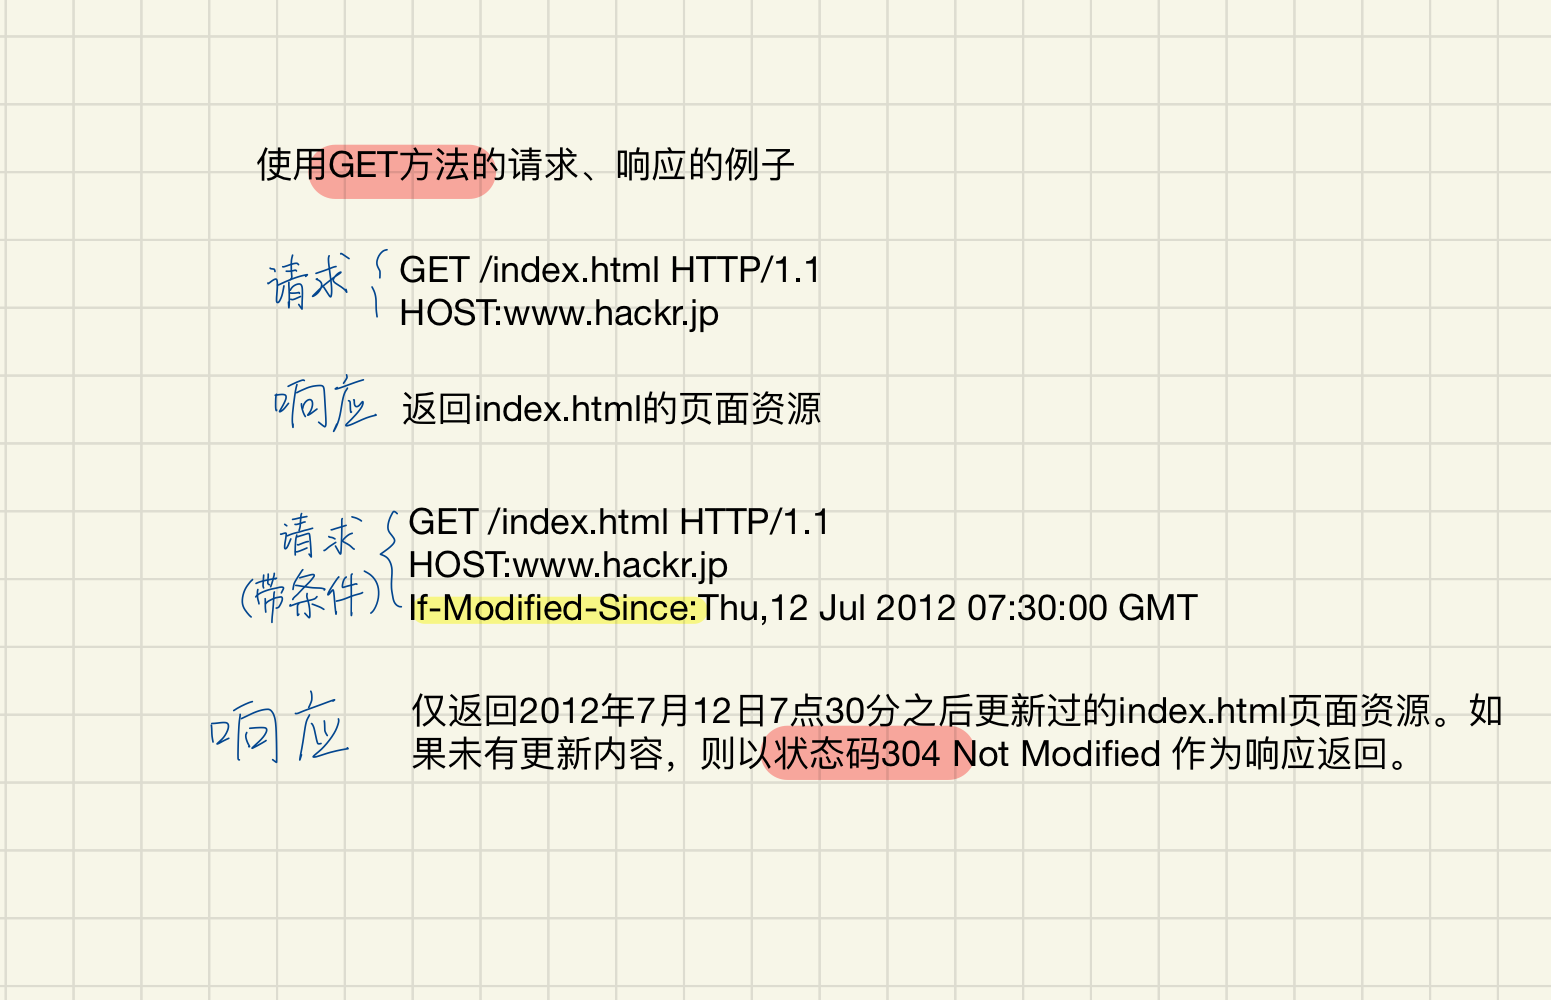 使用GET方法的请求、响应的例子
请求 GET /index.html HTTP/1.1
HOST:www.hackr.jp
响应 返回index.html的页面资源
请求 GET /index.html HTTP/1.1
HOST:www.hackr.jp
(带条件) If-Modified-Since:Thu,12 Jul 2012 07:30:00 GMT
响应 仅返回2012年7月12日7点30分之后更新过的index.html页面资源。如
果未有更新内容，则以状态码304 Not Modified 作为响应返回。